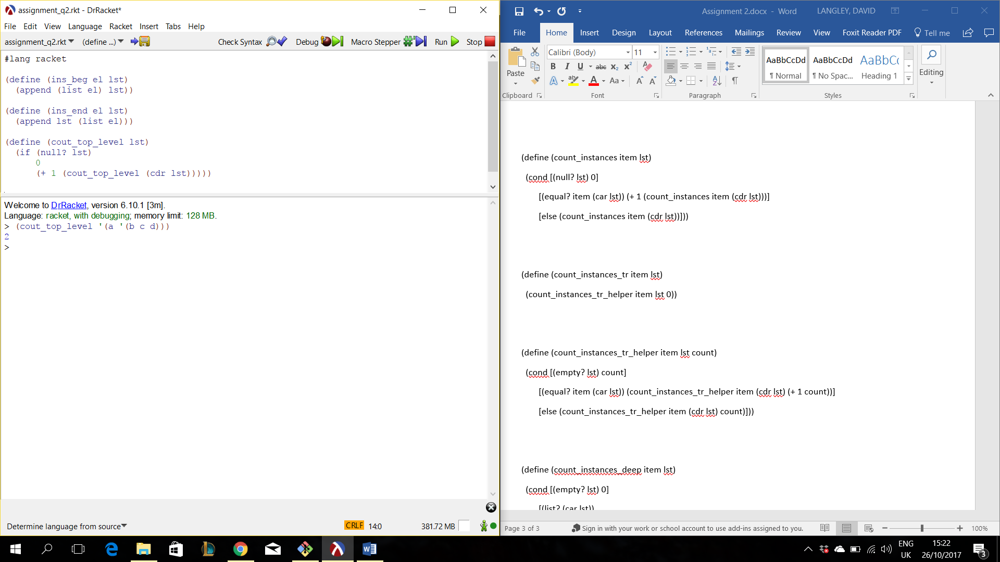 assignment_q2.rkt - DrRacket*
File Edit View Language Racket Insert Tabs Help
assignment_q2.rkt (define ...) Check Syntax Debug Macro Stepper Run Stop
#lang racket
(define (ins_beg el lst)
(append (list el) lst))
(define (ins_end el lst)
(append lst (list el)))
(define (cout_top_level lst)
(if (null? lst)
0
(+ 1 (cout_top_level (cdr lst)))))
Welcome to DrRacket, version 6.10.1 [3m].
Language: racket, with debugging; memory limit: 128 MB.
> (cout_top_level '(a '(b c d)))
2
>
Determine language from source CRLF 14:0 381.72 MB
Assignment 2.docx - Word LANGLEY, DAVID
File Home Insert Design Layout References Mailings Review View Foxit Reader PDF Tell me
Paste Calibri (Body) 11 AaBbCcDd AaBbCcDd AaBbCc Editing
B I U abc X₂ X² ¶ Normal ¶ No Spac... Heading 1
A ab A Aa A A A Z ¶
Clipboard Font Paragraph Styles
(define (count_instances item lst)
(cond [(null? lst) 0]
[(equal? item (car lst)) (+ 1 (count_instances item (cdr lst)))]
[else (count_instances item (cdr lst))]))
(define (count_instances_tr item lst)
(count_instances_tr_helper item lst 0))
(define (count_instances_tr_helper item lst count)
(cond [(empty? lst) count]
[(equal? item (car lst)) (count_instances_tr_helper item (cdr lst) (+ 1 count))]
[else (count_instances_tr_helper item (cdr lst) count)]))
(define (count_instances_deep item lst)
(cond [(empty? lst) 0]
[(list? (car lst))
Page 3 of 3 Sign in with your work or school account to use add-ins assigned to you. 100%
ENG 15:22
UK 26/10/2017 3